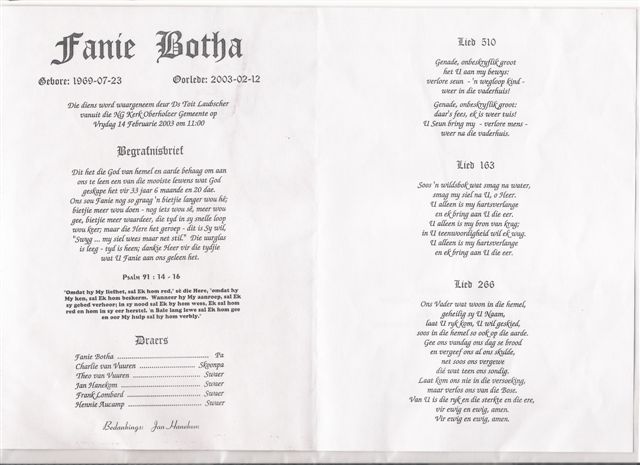 Fanie Botha
Gebore: 1969-07-23 Oorlede: 2003-02-12
Die diens word waargeneem deur Ds Toit Laubscher
vanuit die NG Kerk Oberholzer Gemeente op
Vrydag 14 Februarie 2003 om 11:00
Begrafnisbrief
Dit het die God van hemel en aarde behaag om aan
ons te leen een van die mooiste lewens wat God
geskape het vir 33 jaar 6 maande en 20 dae.
Ons sou Fanie nog so graag 'n bietjie langer wou hê;
bietjie meer wou doen - nog iets wou sê, meer wou
gee, bietjie meer waardeer, die tyd in sy snelle loop
wou keer; maar die Here het geroep - dit is Sy wil,
"Swyg ... my siel wees maar net stil." Die uurglas
is leeg - tyd is heen; dankie Heer vir die tydjie
wat U Fanie aan ons geleen het.
Psalm 91 : 14 - 16
'Omdat hy My liefhet, sal Ek hom red,' sê die Here, 'omdat hy
My ken, sal Ek hom beskerm. Wanneer hy My aanroep, sal Ek
sy gebed verhoor; in sy nood sal Ek by hom wees, Ek sal hom
red en hom in sy eer herstel. 'n Baie lang lewe sal Ek hom gee
en oor My hulp sal hy hom verbly.'
Draers
Fanie Botha ........................................ Pa
Charlie van Vuuren ........................ Skoonpa
Theo van Vuuren ............................. Swaer
Jan Hanekom ................................... Swaer
Frank Lombard ................................ Swaer
Hennie Aucamp ............................... Swaer
Bedankings: Jan Hanekom
Lied 510
Genade, onbeskryflik groot
het U aan my bewys:
verlore seun - 'n wegloop kind -
weer in die vaderhuis!
Genade, onbeskryflik groot:
daar's fees, ek is weer tuis!
U Seun bring my - verlore mens -
weer na die vaderhuis.
Lied 163
Soos 'n wildsbok wat smag na water,
smag my siel na U, o Heer.
U alleen is my hartsverlange
en ek bring aan U die eer.
U alleen is my bron van krag;
in U teenwoordigheid wil ek wag.
U alleen is my hartsverlange
en ek bring aan U die eer.
Lied 266
Ons Vader wat woon in die hemel,
geheilig sy U Naam,
laat U ryk kom, U wil geskied,
soos in die hemel so ook op die aarde.
Gee ons vandag ons dag se brood
en vergeef ons al ons skulde,
net soos ons vergewe
dié wat teen ons sondig.
Laat kom ons nie in die versoeking,
maar verlos ons van die Bose.
Van U is die ryk en die sterkte en die ere,
vir ewig en ewig, amen.
Vir ewig en ewig, amen.